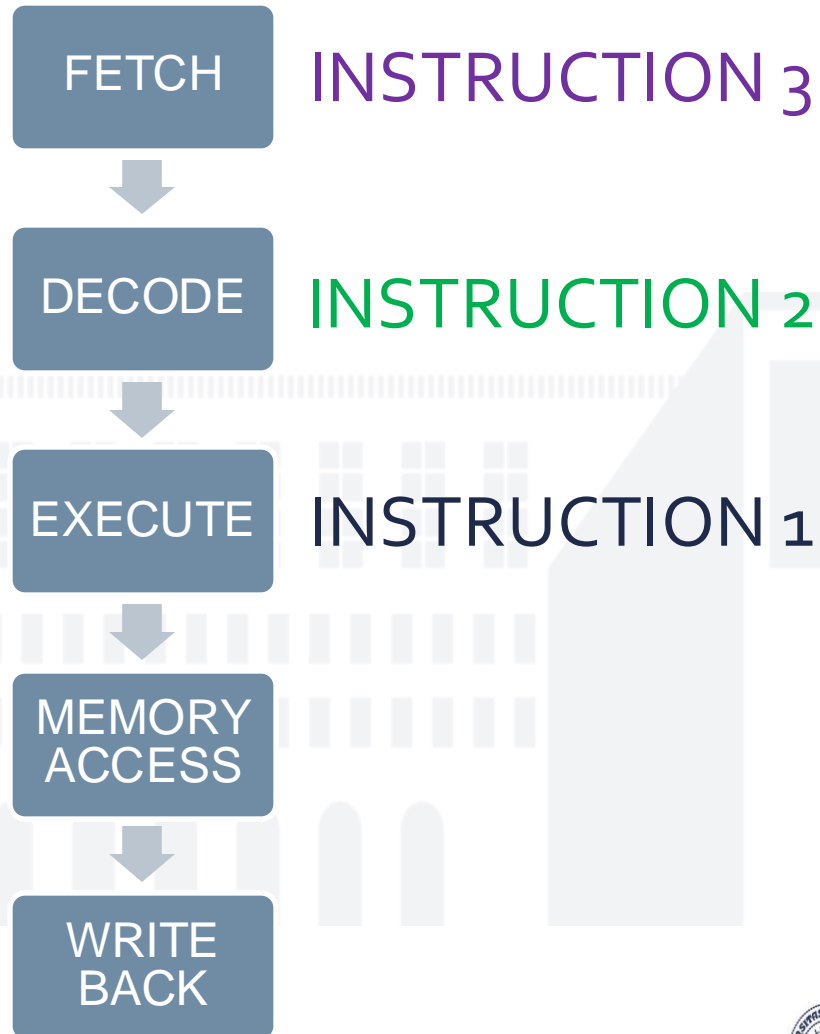 FETCH
INSTRUCTION 3
DECODE
INSTRUCTION 2
EXECUTE
INSTRUCTION 1
MEMORY
ACCESS
WRITE
BACK